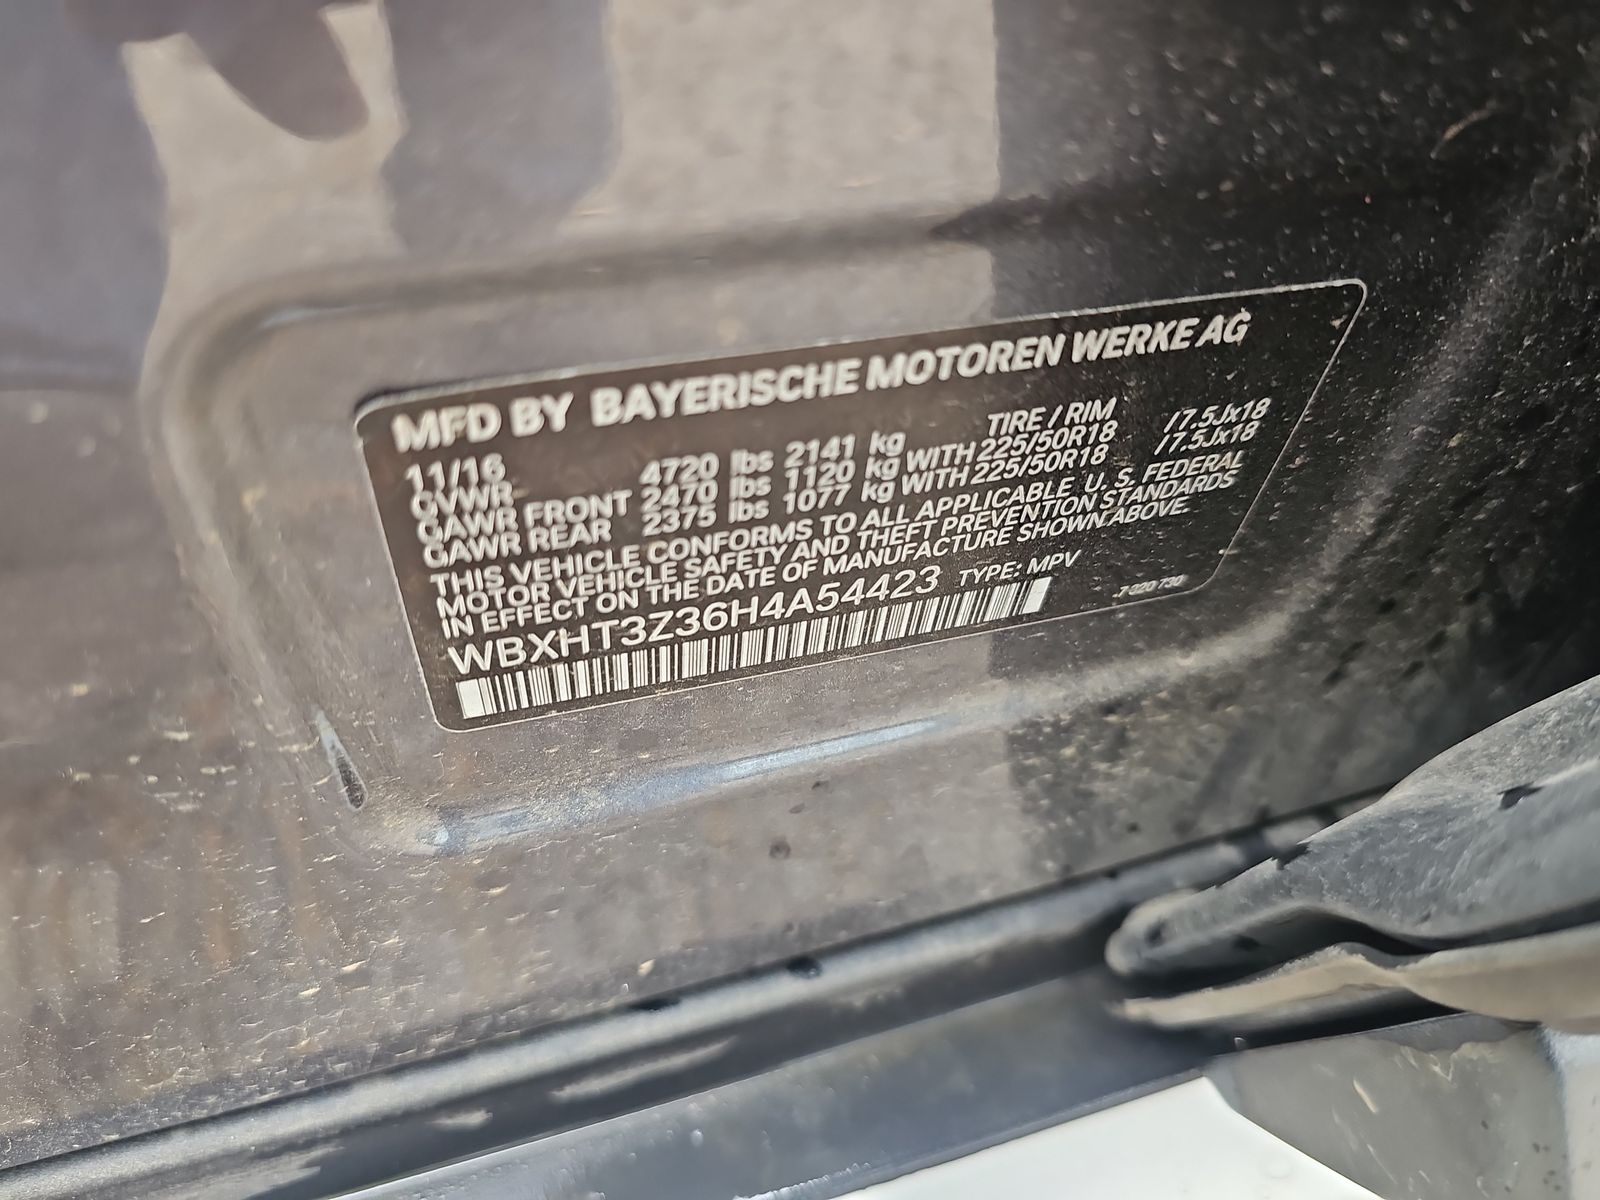 MFD BY BAYERISCHE MOTOREN WERKE AG
11/16 TIRE / RIM
GVWR 4720 lbs 2141 kg
GAWR FRONT 2470 lbs 1120 kg WITH 225/50R18 /7.5Jx18
GAWR REAR 2375 lbs 1077 kg WITH 225/50R18 /7.5Jx18
THIS VEHICLE CONFORMS TO ALL APPLICABLE U. S. FEDERAL
MOTOR VEHICLE SAFETY AND THEFT PREVENTION STANDARDS
IN EFFECT ON THE DATE OF MANUFACTURE SHOWN ABOVE.
WBXHT3Z36H4A54423 TYPE: MPV
7 020 730